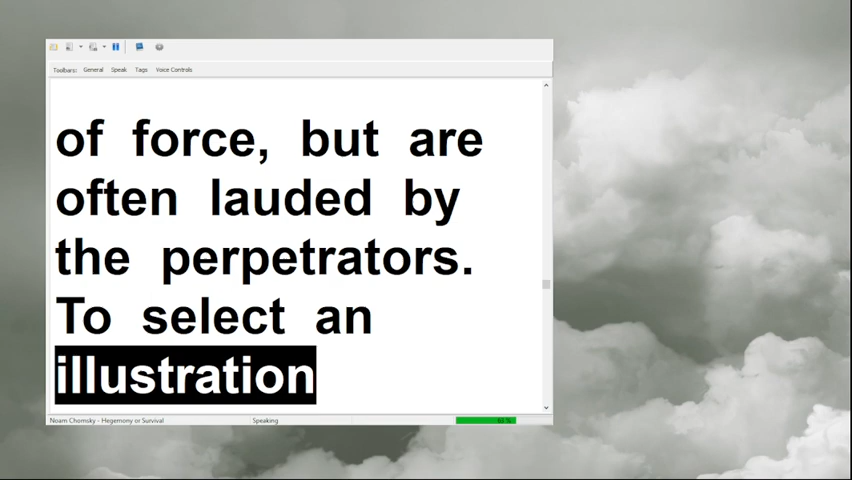 Toolbars: General Speak Tags Voice Controls
of force, but are
often lauded by
the perpetrators.
To select an
illustration
Noam Chomsky - Hegemony or Survival Speaking 63 %